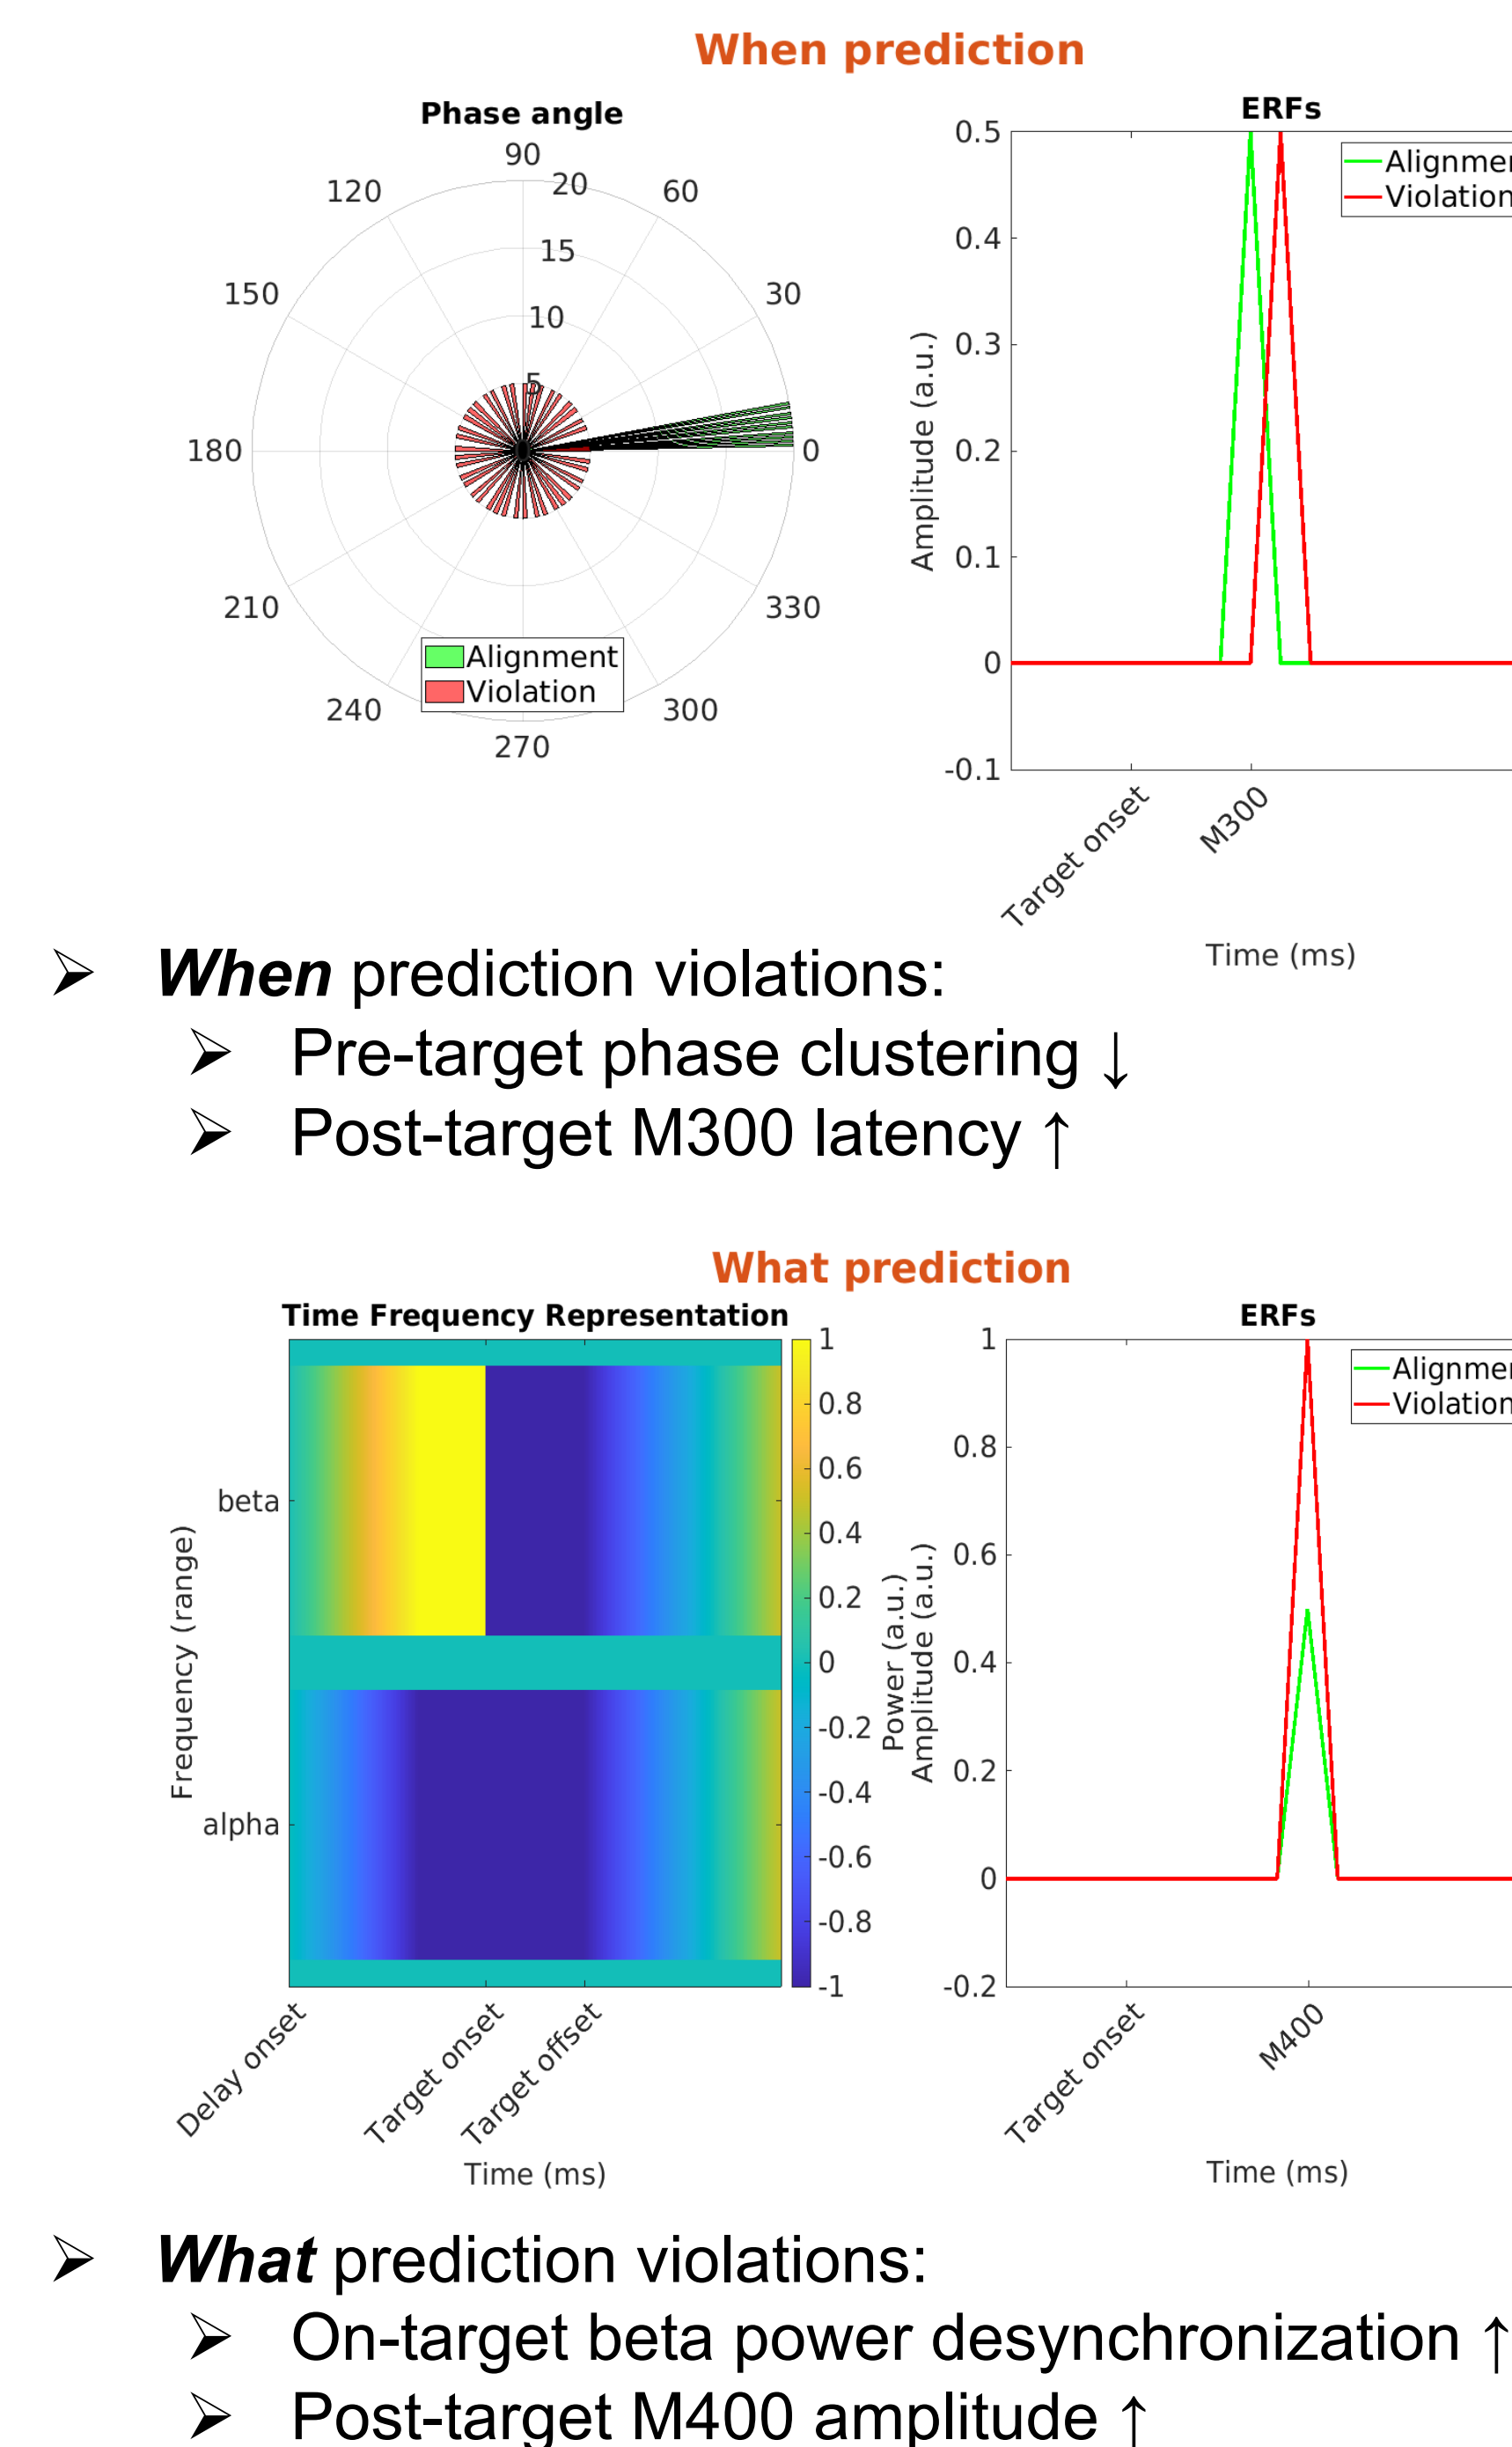 When prediction
Phase angle
90
120
20
60
15
150
30
10
5
180
0
210
330
Alignment
Violation
240
300
270
ERFs
0.5
0.4
0.3
0.2
0.1
0
-0.1
Amplitude (a.u.)
Alignmen
Violation
Target onset
M300
Time (ms)
➢ When prediction violations:
➢ Pre-target phase clustering ↓
➢ Post-target M300 latency ↑
What prediction
Time Frequency Representation
beta
alpha
Frequency (range)
1
0.8
0.6
0.4
0.2
0
-0.2
-0.4
-0.6
-0.8
-1
Power (a.u.)
Delay onset
Target onset
Target offset
Time (ms)
ERFs
1
0.8
0.6
0.4
0.2
0
-0.2
Amplitude (a.u.)
Alignmen
Violation
Target onset
M400
Time (ms)
➢ What prediction violations:
➢ On-target beta power desynchronization ↑
➢ Post-target M400 amplitude ↑